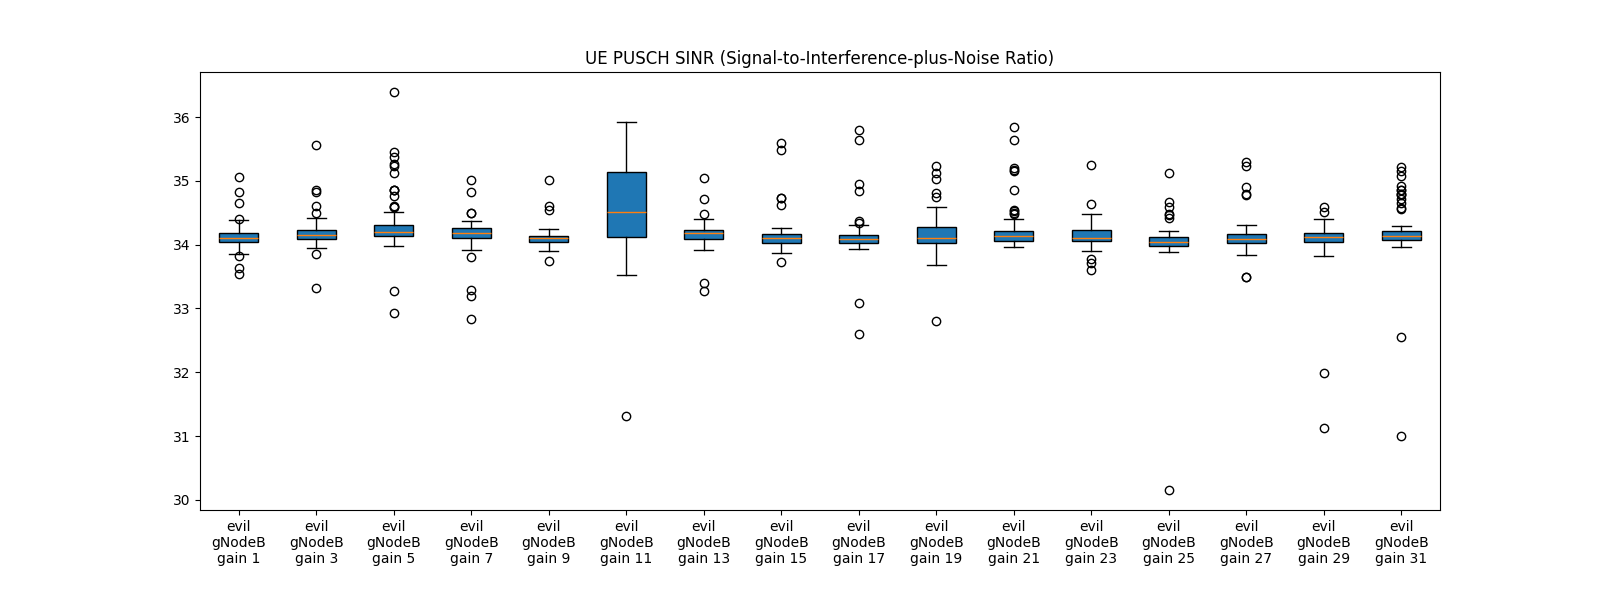 UE PUSCH SINR (Signal-to-Interference-plus-Noise Ratio)
36
35
34
33
32
31
30
evil gNodeB gain 1
evil gNodeB gain 3
evil gNodeB gain 5
evil gNodeB gain 7
evil gNodeB gain 9
evil gNodeB gain 11
evil gNodeB gain 13
evil gNodeB gain 15
evil gNodeB gain 17
evil gNodeB gain 19
evil gNodeB gain 21
evil gNodeB gain 23
evil gNodeB gain 25
evil gNodeB gain 27
evil gNodeB gain 29
evil gNodeB gain 31